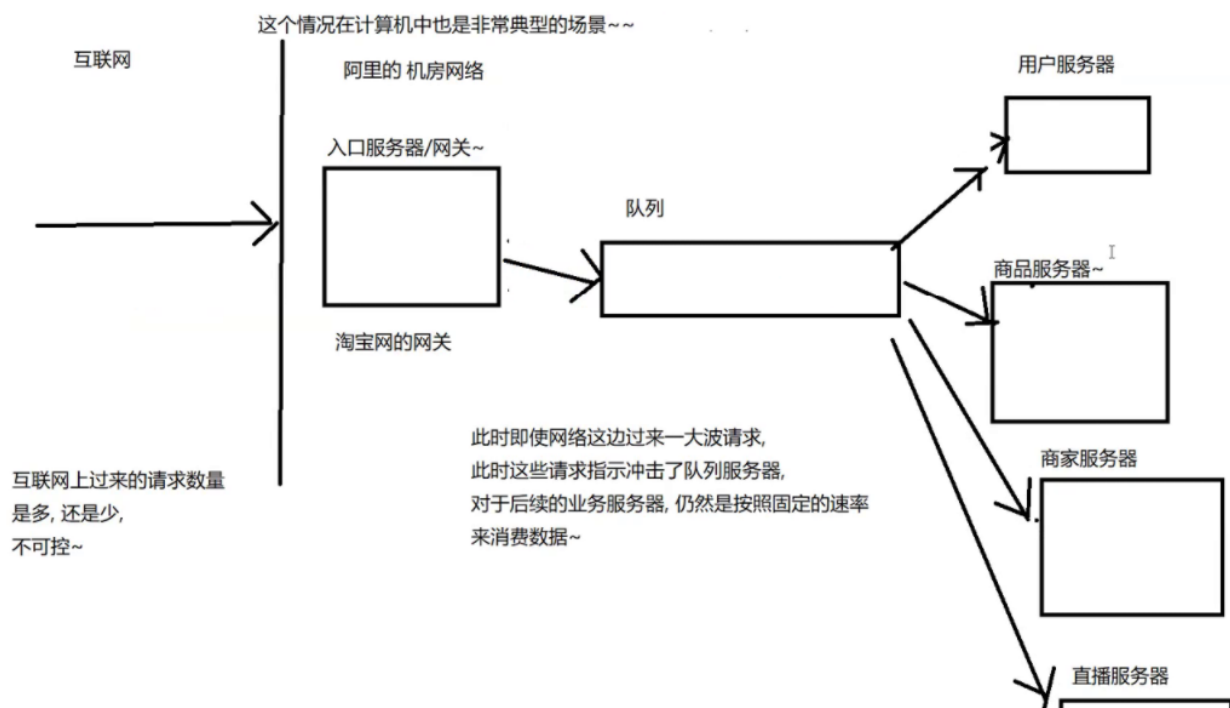 这个情况在计算机中也是非常典型的场景~~
互联网
阿里的 机房网络
用户服务器
入口服务器/网关~
队列
商品服务器~
淘宝网的网关
此时即使网络这边过来一大波请求,
此时这些请求指示冲击了队列服务器,
对于后续的业务服务器, 仍然是按照固定的速率
来消费数据~
商家服务器
互联网上过来的请求数量
是多, 还是少,
不可控~
直播服务器